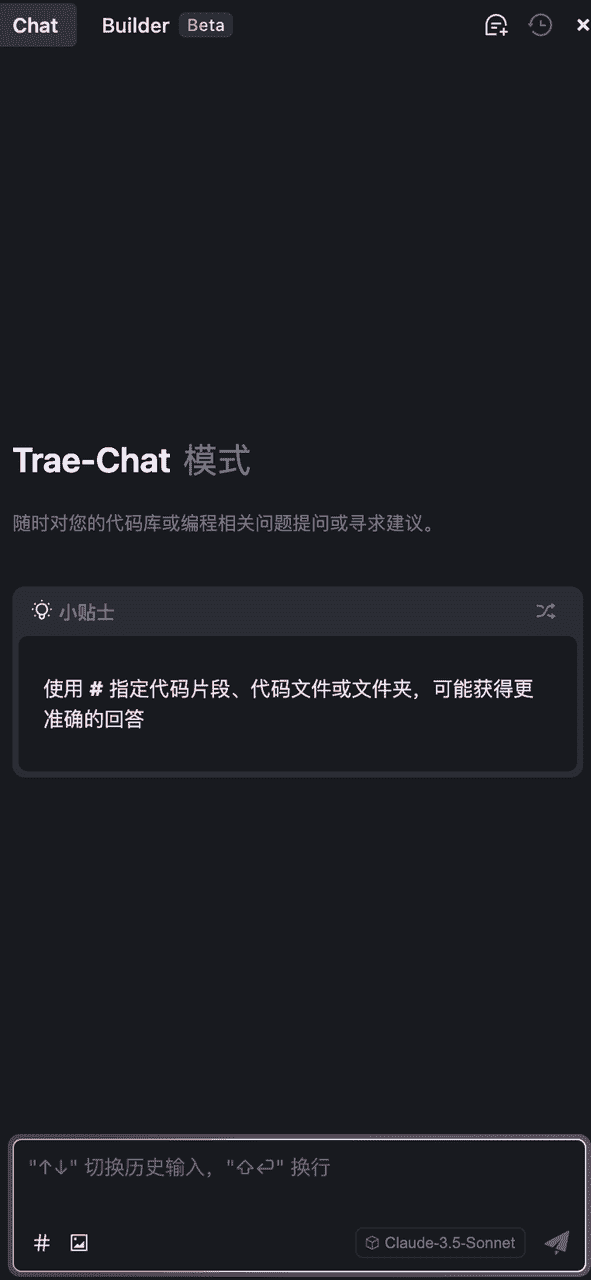 Chat Builder Beta
Trae-Chat 模式
随时对您的代码库或编程相关问题提问或寻求建议。
小贴士
使用 # 指定代码片段、代码文件或文件夹，可能获得更
准确的回答
"↑↓" 切换历史输入，"⇧↩" 换行
Claude-3.5-Sonnet